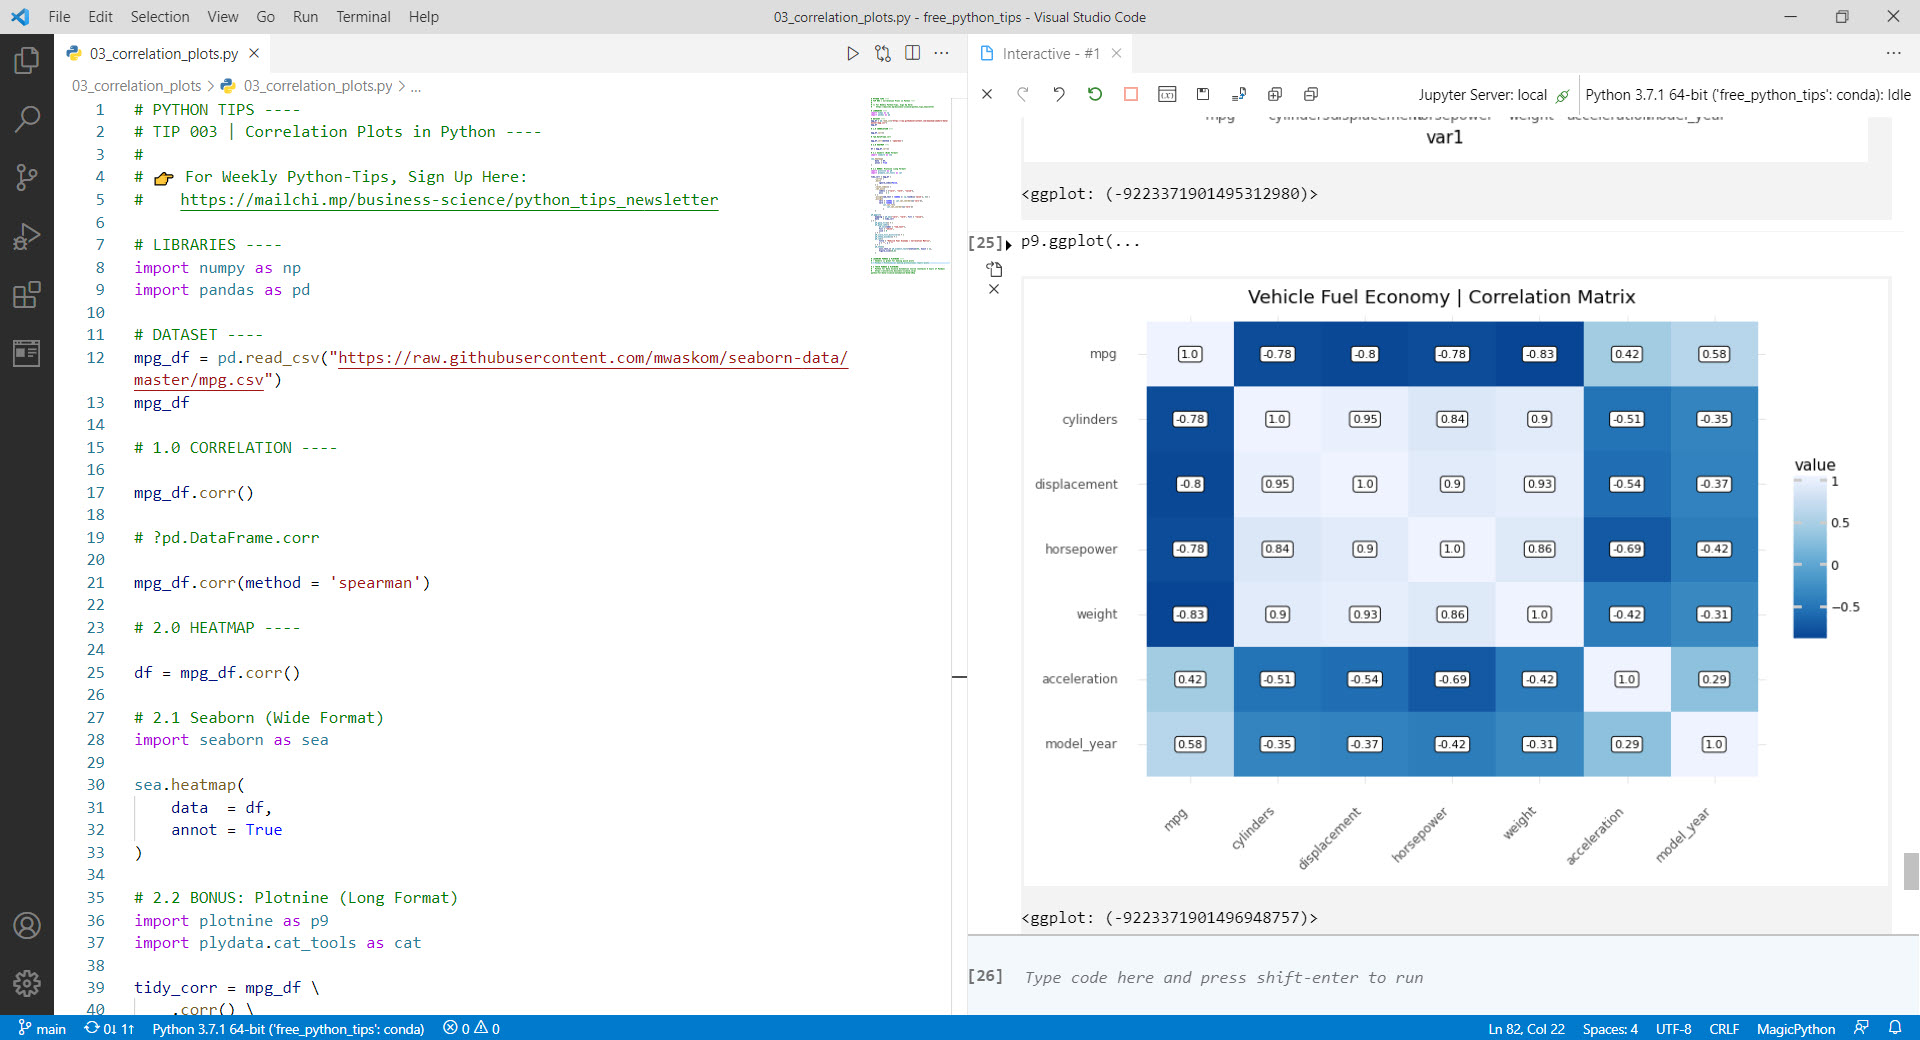 File Edit Selection View Go Run Terminal Help
03_correlation_plots.py - free_python_tips - Visual Studio Code
03_correlation_plots.py
03_correlation_plots > 03_correlation_plots.py > ...
1 # PYTHON TIPS ----
2 # TIP 003 | Correlation Plots in Python ----
3 #
4 # 👉 For Weekly Python-Tips, Sign Up Here:
5 # https://mailchi.mp/business-science/python_tips_newsletter
6
7 # LIBRARIES ----
8 import numpy as np
9 import pandas as pd
10
11 # DATASET ----
12 mpg_df = pd.read_csv("https://raw.githubusercontent.com/mwaskom/seaborn-data/
master/mpg.csv")
13 mpg_df
14
15 # 1.0 CORRELATION ----
16
17 mpg_df.corr()
18
19 # ?pd.DataFrame.corr
20
21 mpg_df.corr(method = 'spearman')
22
23 # 2.0 HEATMAP ----
24
25 df = mpg_df.corr()
26
27 # 2.1 Seaborn (Wide Format)
28 import seaborn as sea
29
30 sea.heatmap(
31 data = df,
32 annot = True
33 )
34
35 # 2.2 BONUS: Plotnine (Long Format)
36 import plotnine as p9
37 import plydata.cat_tools as cat
38
39 tidy_corr = mpg_df \
40 .corr() \
Interactive - #1
Jupyter Server: local
Python 3.7.1 64-bit ('free_python_tips': conda): Idle
mpg cylinders displacement horsepower weight acceleration model_year
var1
<ggplot: (-9223371901495312980)>
[25] p9.ggplot(...
Vehicle Fuel Economy | Correlation Matrix
mpg 1.0 -0.78 -0.8 -0.78 -0.83 0.42 0.58
cylinders -0.78 1.0 0.95 0.84 0.9 -0.51 -0.35
displacement -0.8 0.95 1.0 0.9 0.93 -0.54 -0.37
horsepower -0.78 0.84 0.9 1.0 0.86 -0.69 -0.42
weight -0.83 0.9 0.93 0.86 1.0 -0.42 -0.31
acceleration 0.42 -0.51 -0.54 -0.69 -0.42 1.0 0.29
model_year 0.58 -0.35 -0.37 -0.42 -0.31 0.29 1.0
mpg cylinders displacement horsepower weight acceleration model_year
value
1
0.5
0
−0.5
<ggplot: (-9223371901496948757)>
[26] Type code here and press shift-enter to run
main 0↓ 1↑ Python 3.7.1 64-bit ('free_python_tips': conda) 0 0
Ln 82, Col 22 Spaces: 4 UTF-8 CRLF MagicPython